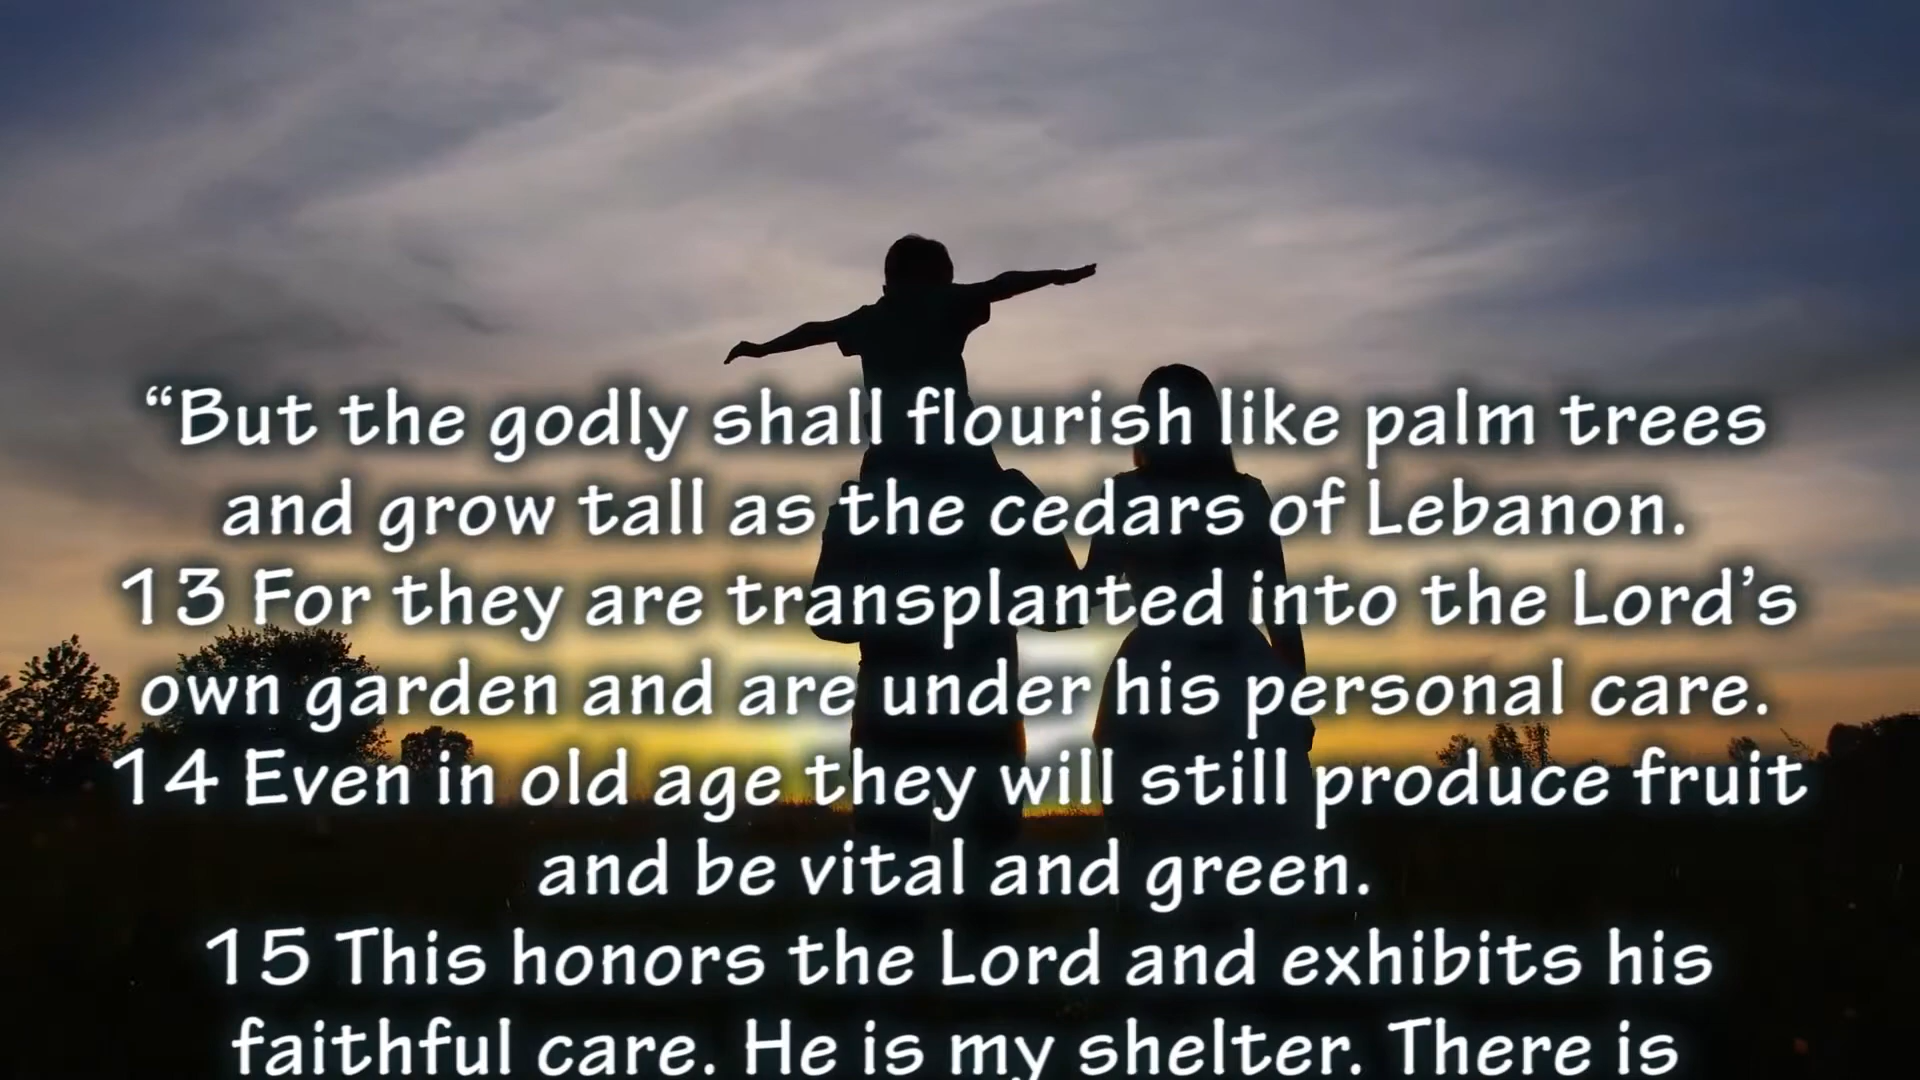 “But the godly shall flourish like palm trees
and grow tall as the cedars of Lebanon.
13 For they are transplanted into the Lord’s
own garden and are under his personal care.
14 Even in old age they will still produce fruit
and be vital and green.
15 This honors the Lord and exhibits his
faithful care. He is my shelter. There is